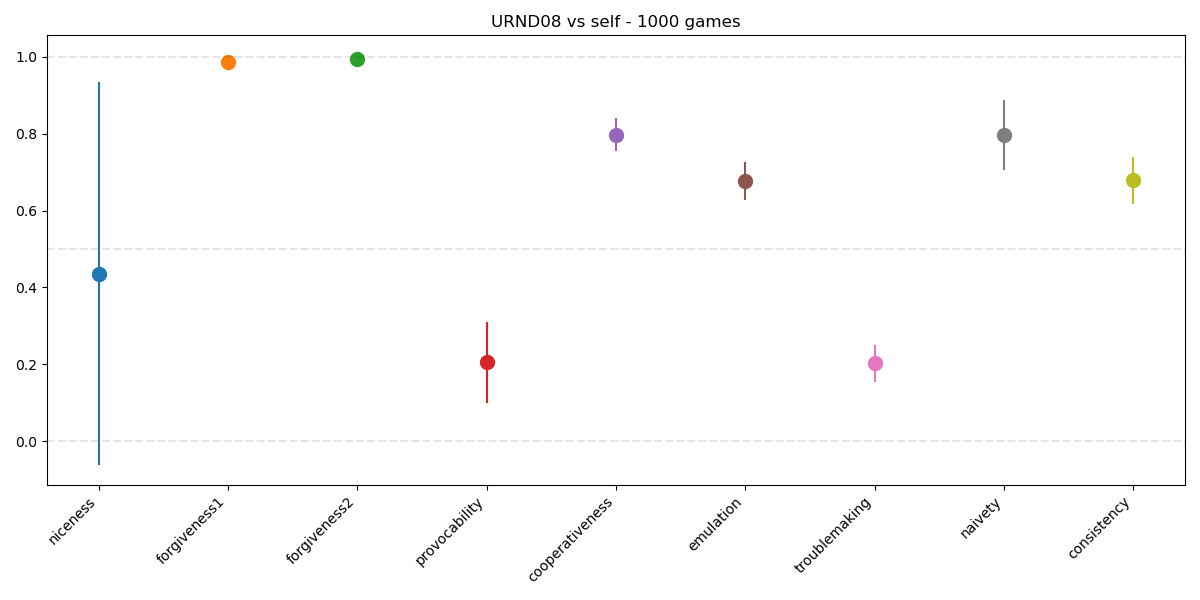 URND08 vs self - 1000 games
1.0
0.8
0.6
0.4
0.2
0.0
niceness
forgiveness1
forgiveness2
provocability
cooperativeness
emulation
troublemaking
naivety
consistency